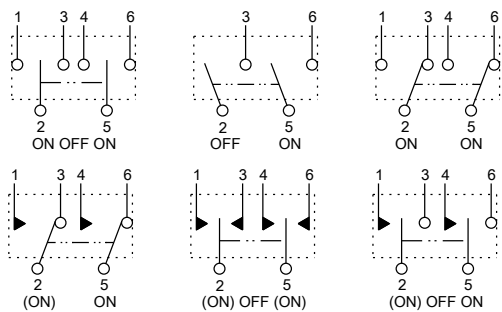 1 3 4 6 3 6 1 3 4 6
2 5 2 5 2 5
ON OFF ON OFF ON ON ON
1 3 4 6 1 3 4 6 1 3 4 6
2 5 2 5 2 5
(ON) ON (ON) OFF (ON) (ON) OFF ON